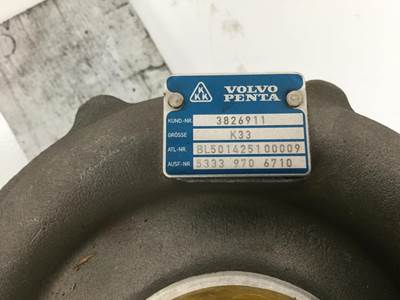 KKK VOLVO
PENTA
KUND.-NR. 3826911
GRÖSSE K33
ATL-NR. BL501425100009
AUSF-NR. 5333 970 6710